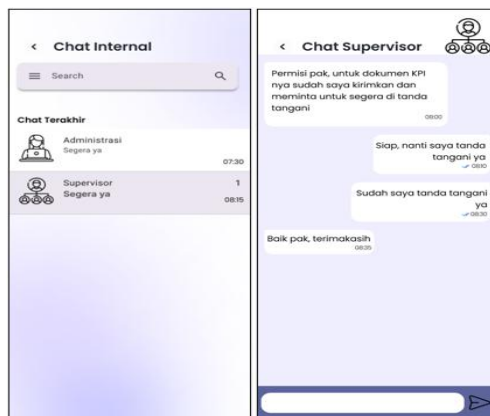 Chat Internal
Search
Chat Terakhir
Administrasi
Segera ya
07:30
Supervisor
1
Segera ya
08:15
Chat Supervisor
Permisi pak, untuk dokumen KPI
nya sudah saya kirimkan dan
meminta untuk segera di tanda
tangani
08:00
Siap, nanti saya tanda
tangani ya
08:10
Sudah saya tanda tangani
ya
08:30
Baik pak, terimakasih
08:35